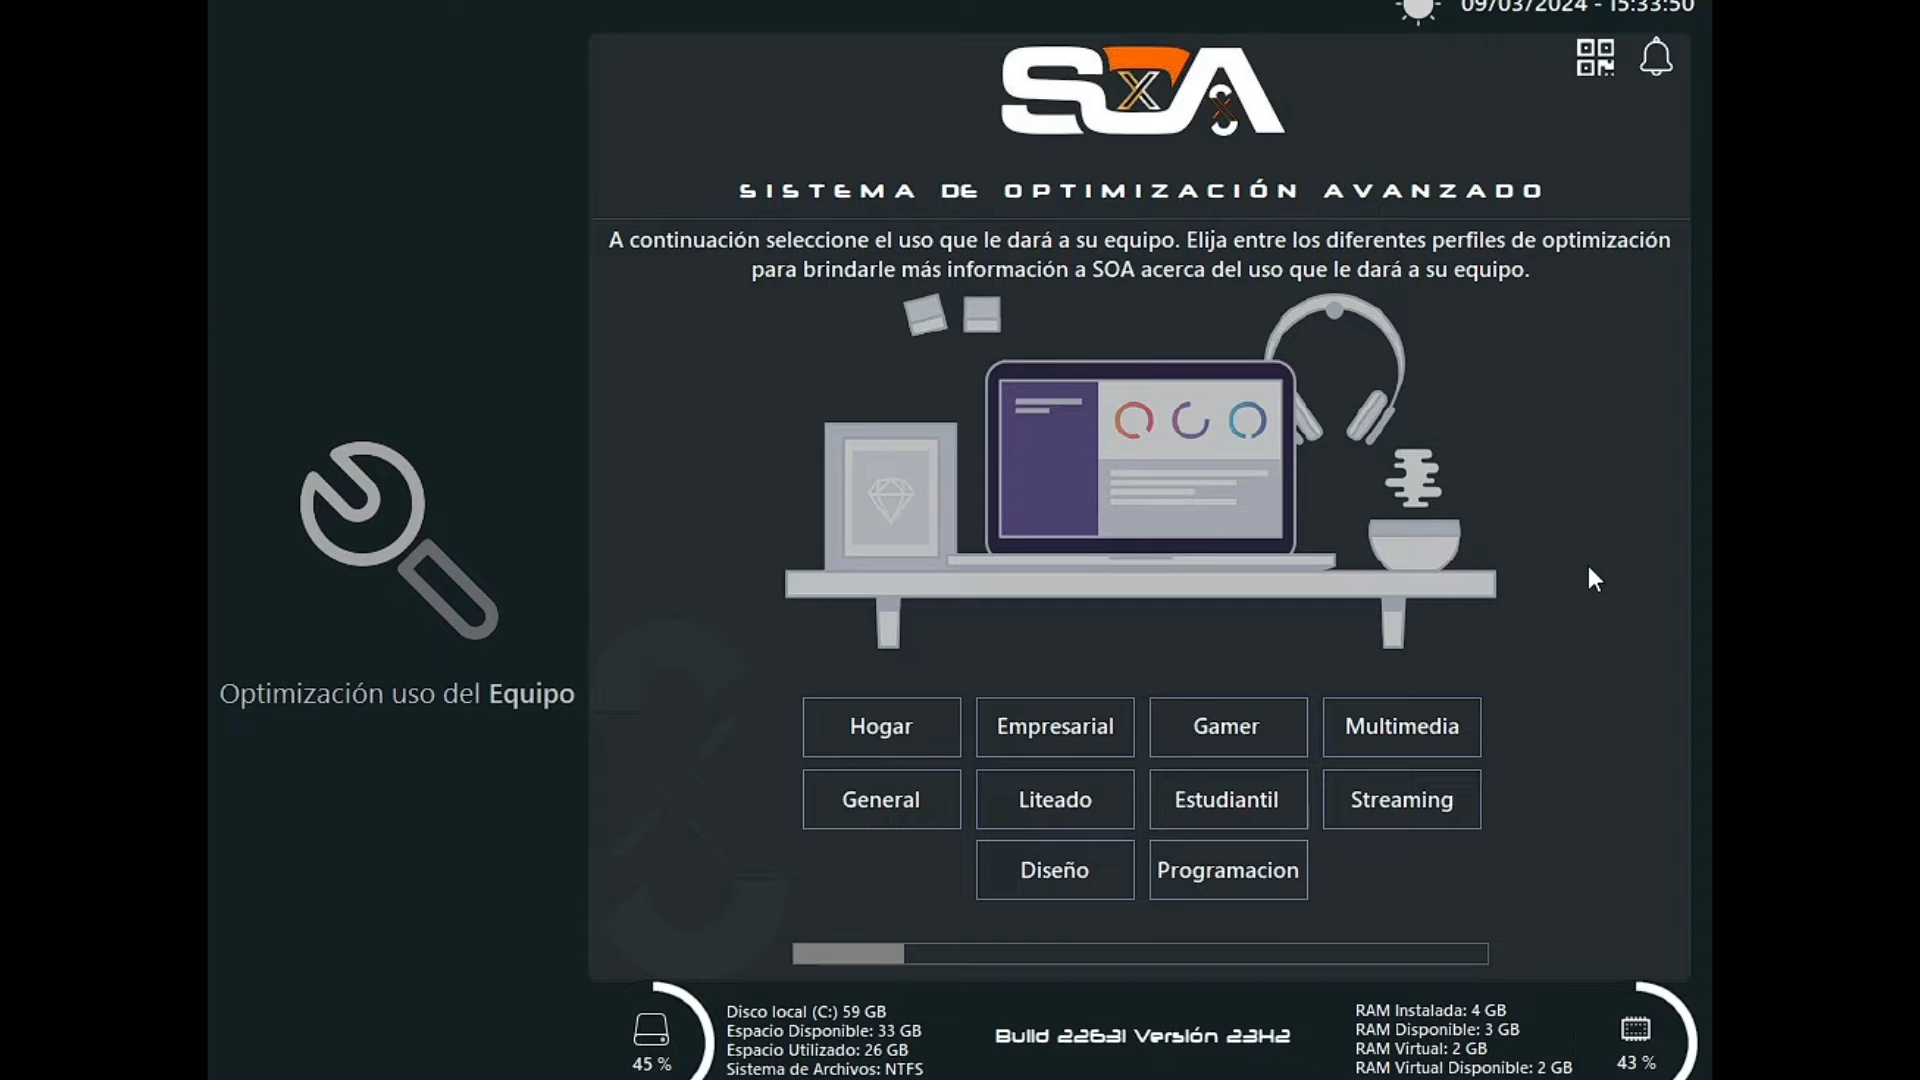 09/03/2024 - 15:33:50
SOA
SISTEMA DE OPTIMIZACIÓN AVANZADO
A continuación seleccione el uso que le dará a su equipo. Elija entre los diferentes perfiles de optimización
para brindarle más información a SOA acerca del uso que le dará a su equipo.
Optimización uso del Equipo
Hogar
Empresarial
Gamer
Multimedia
General
Liteado
Estudiantil
Streaming
Diseño
Programacion
45 %
Disco local (C:) 59 GB
Espacio Disponible: 33 GB
Espacio Utilizado: 26 GB
Sistema de Archivos: NTFS
Build 22631 Versión 23H2
RAM Instalada: 4 GB
RAM Disponible: 3 GB
RAM Virtual: 2 GB
RAM Virtual Disponible: 2 GB
43 %